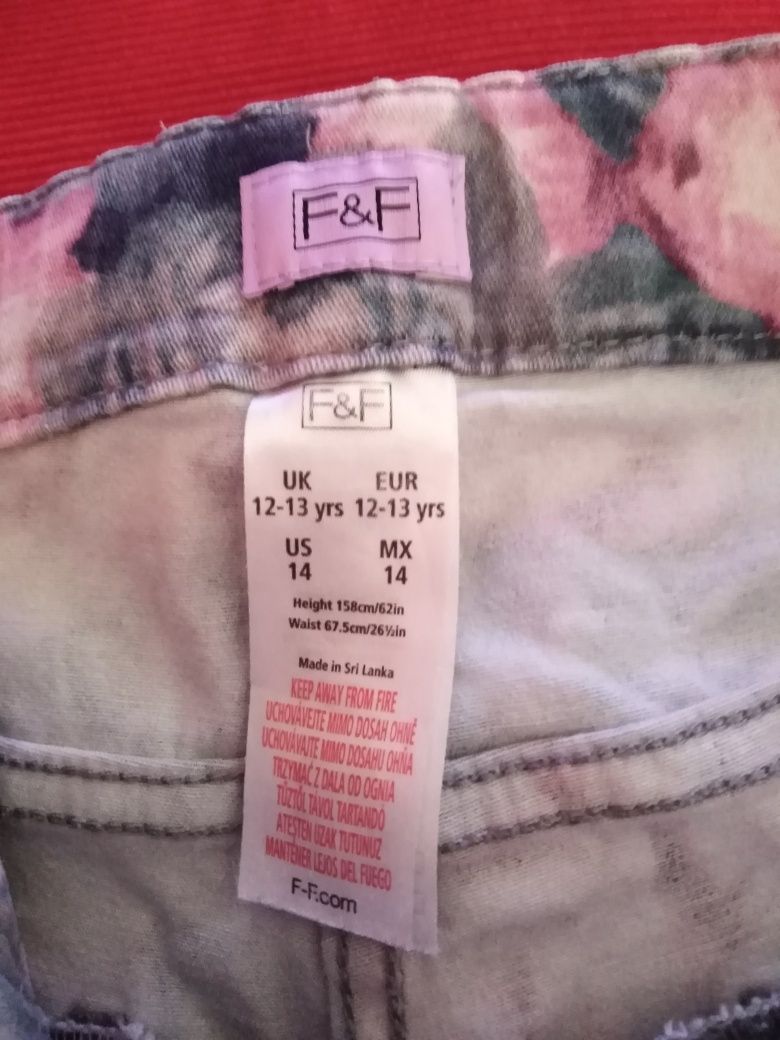 F&F
F&F
UK EUR
12-13 yrs 12-13 yrs
US MX
14 14
Height 158cm/62in
Waist 67.5cm/26½in
Made in Sri Lanka
KEEP AWAY FROM FIRE
UCHOVÁVEJTE MIMO DOSAH OHNĚ
UCHOVÁVAJTE MIMO DOSAHU OHŇA
TRZYMAĆ Z DALA OD OGNIA
TŰZTŐL TÁVOL TARTANDÓ
ATEŞTEN UZAK TUTUNUZ
MANTENER LEJOS DEL FUEGO
F-F.com